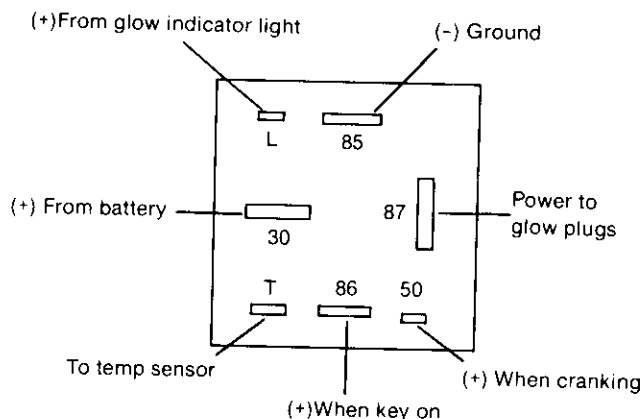 (+)From glow indicator light
(-) Ground
L
85
(+) From battery
30
87
Power to
glow plugs
T
86
50
To temp sensor
(+)When key on
(+) When cranking